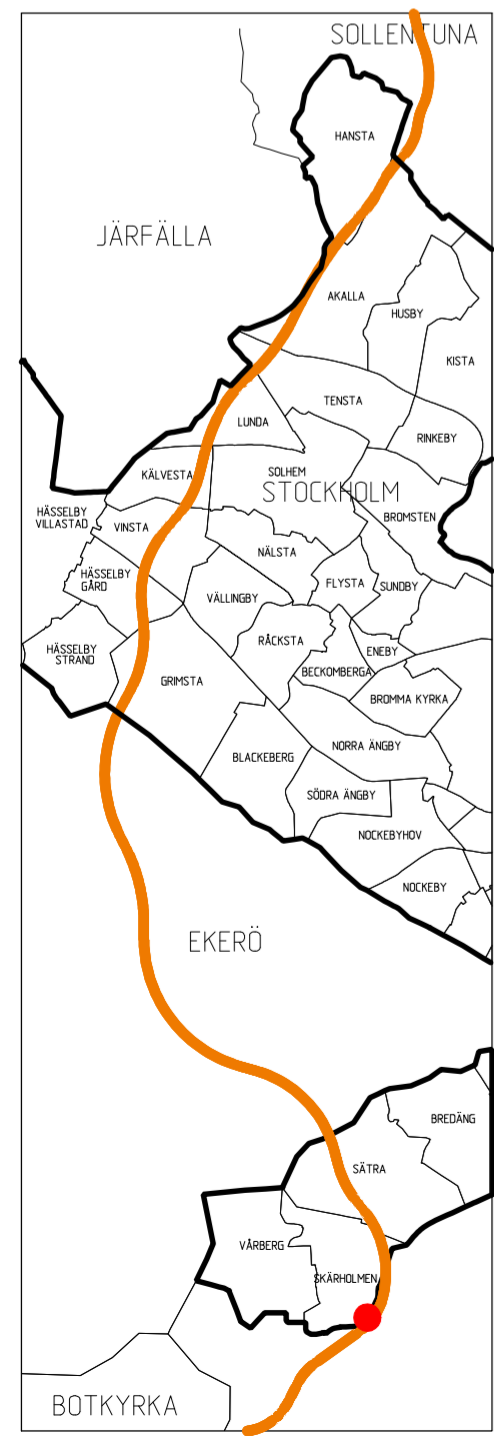 SOLLENTUNA
HANSTA
JÄRFÄLLA
AKALLA
HUSBY
KISTA
TENSTA
LUNDA
RINKEBY
SOLHEM
KÄLVESTA
STOCKHOLM
HÄSSELBY
VILLASTAD
BROMSTEN
VINSTA
NÄLSTA
HÄSSELBY
GÅRD
FLYSTA
SUNDBY
VÄLLINGBY
RÅCKSTA
HÄSSELBY
STRAND
ENEBY
BECKOMBERGA
GRIMSTA
BROMMA KYRKA
NORRA ÄNGBY
BLACKEBERG
SÖDRA ÄNGBY
NOCKEBYHOV
NOCKEBY
EKERÖ
BREDÄNG
SÄTRA
VÅRBERG
SKÄRHOLMEN
BOTKYRKA